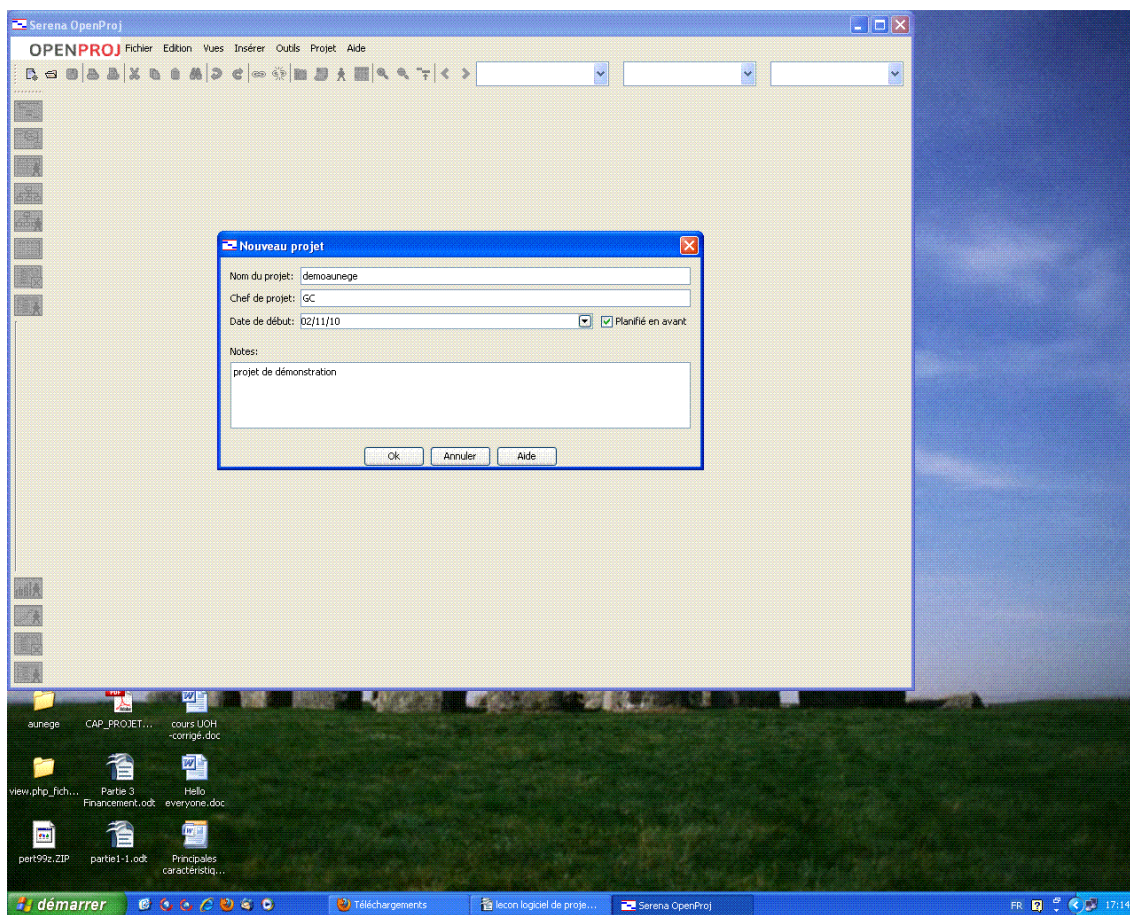 Serena OpenProj
OPENPROJ Fichier Edition Vues Insérer Outils Projet Aide
Nouveau projet
Nom du projet: demoaunege
Chef de projet: GC
Date de début: 02/11/10 Planifié en avant
Notes:
projet de démonstration
Ok Annuler Aide
aunege CAP_PROJET... cours UOH
-corrigé.doc
view.php_fich... Partie 3 Hello
Financement.odt everyone.doc
pert99z.ZIP partie1-1.odt Principales
caractéristiq...
démarrer Téléchargements lecon logiciel de proje... Serena OpenProj FR 17:14